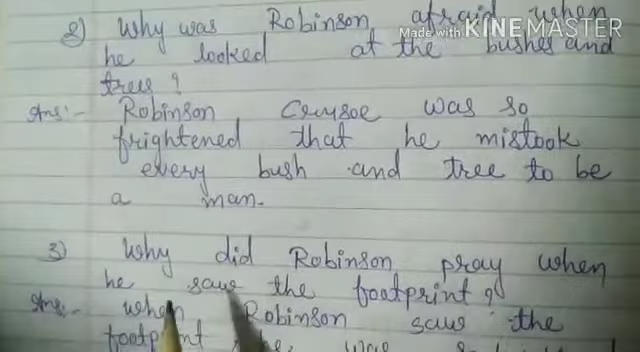 2) Why was Robinson afraid when
Made with KINEMASTER
he looked at the bushes and
trees?
Ans:- Robinson Crusoe was so
frightened that he mistook
every bush and tree to be
a man.
3) Why did Robinson pray when
he saw the footprint?
Ans:- when Robinson saw the
footprint he was